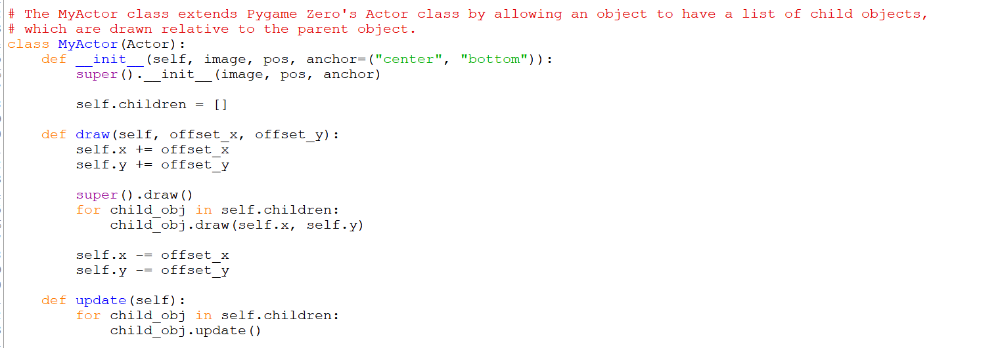 # The MyActor class extends Pygame Zero's Actor class by allowing an object to have a list of child objects,
# which are drawn relative to the parent object.
class MyActor(Actor):
    def __init__(self, image, pos, anchor=("center", "bottom")):
        super().__init__(image, pos, anchor)

        self.children = []

    def draw(self, offset_x, offset_y):
        self.x += offset_x
        self.y += offset_y

        super().draw()
        for child_obj in self.children:
            child_obj.draw(self.x, self.y)

        self.x -= offset_x
        self.y -= offset_y

    def update(self):
        for child_obj in self.children:
            child_obj.update()